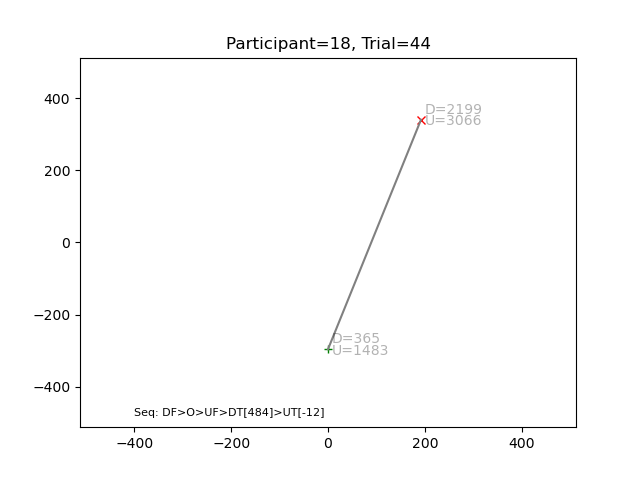 Participant=18, Trial=44
400
200
0
−200
−400
D=2199
U=3066
D=365
U=1483
Seq: DF>O>UF>DT[484]>UT[-12]
−400
−200
0
200
400